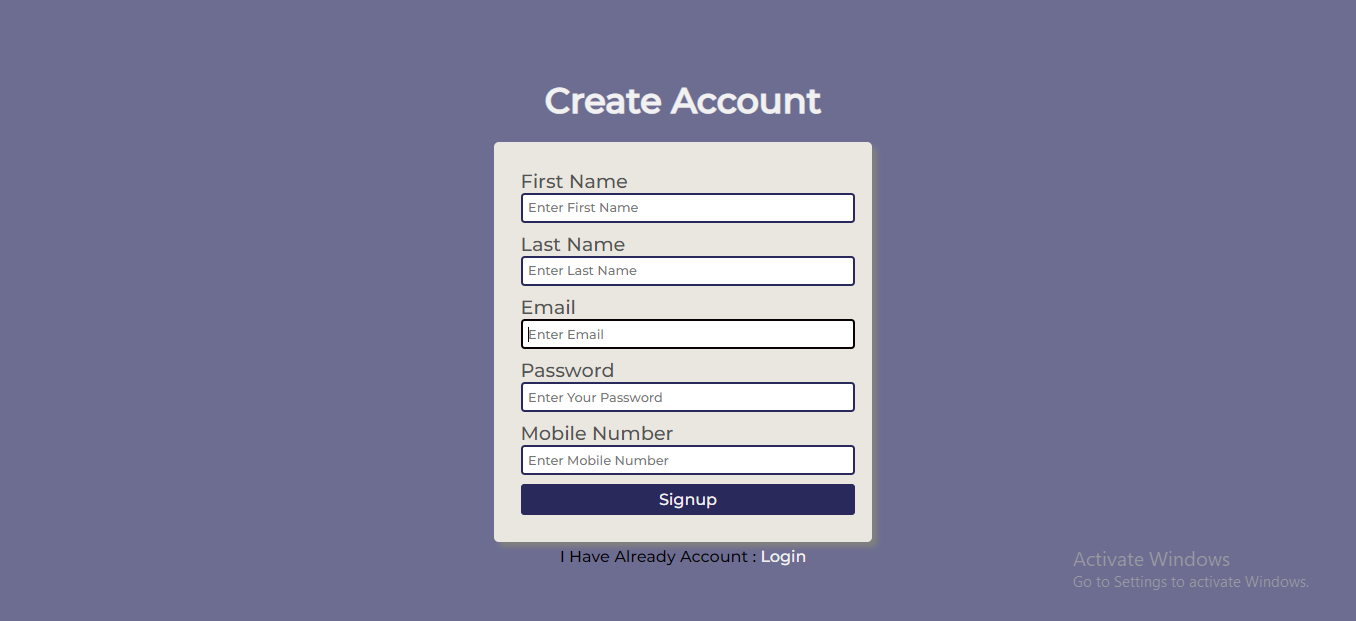 Create Account
First Name
Enter First Name
Last Name
Enter Last Name
Email
Enter Email
Password
Enter Your Password
Mobile Number
Enter Mobile Number
Signup
I Have Already Account : Login
Activate Windows
Go to Settings to activate Windows.